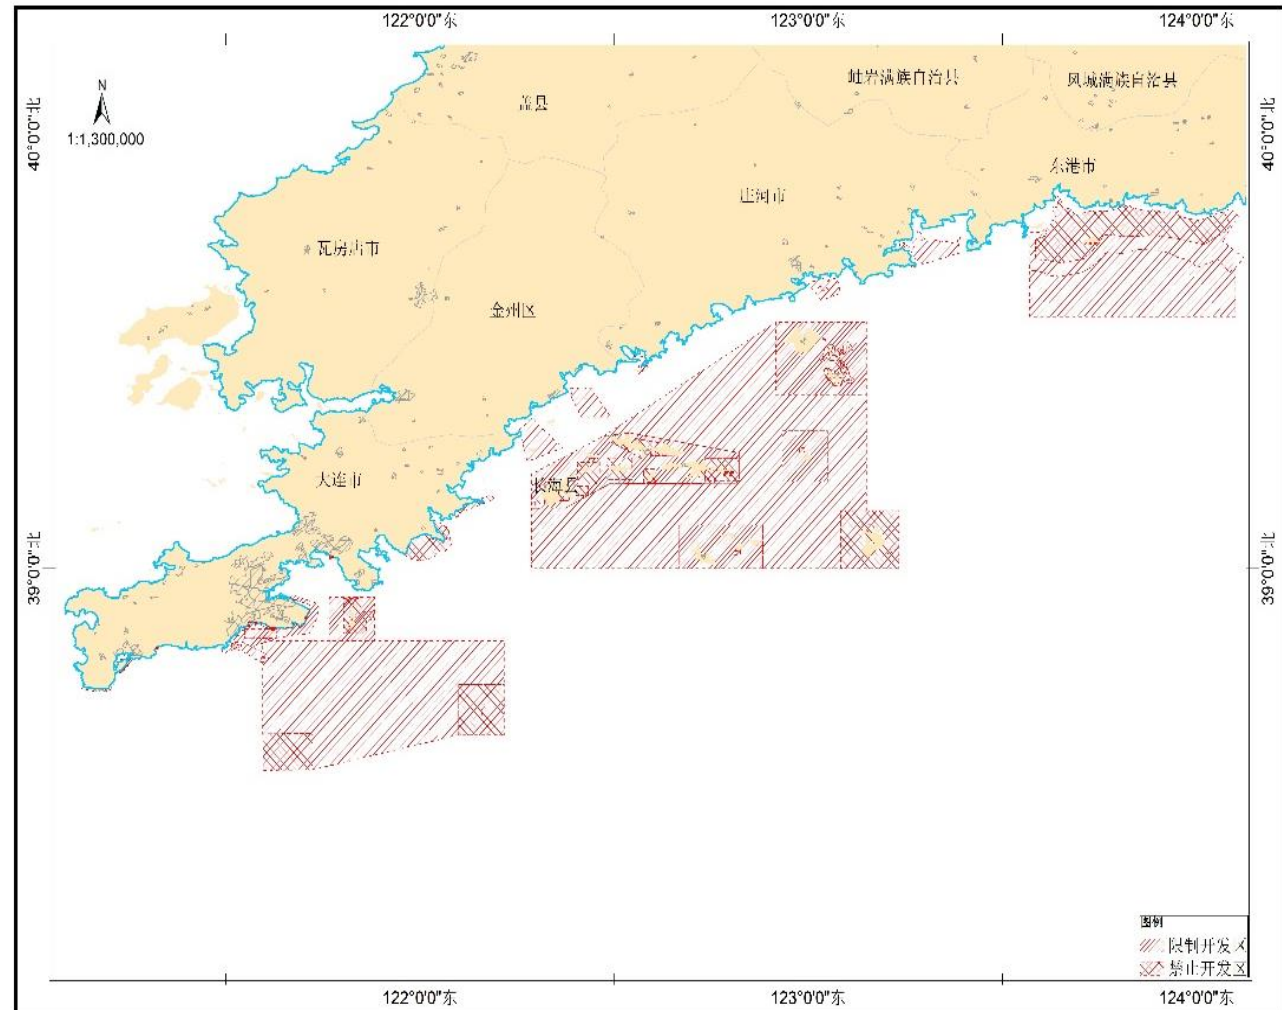 122°0'0"东
123°0'0"东
124°0'0"东
岫岩满族自治县
凤城满族自治县
盖县
N
1:1,300,000
40°0'0"北
40°0'0"北
东港市
庄河市
瓦房店市
金州区
大连市
长海县
39°0'0"北
39°0'0"北
图例
限制开发区
禁止开发区
122°0'0"东
123°0'0"东
124°0'0"东